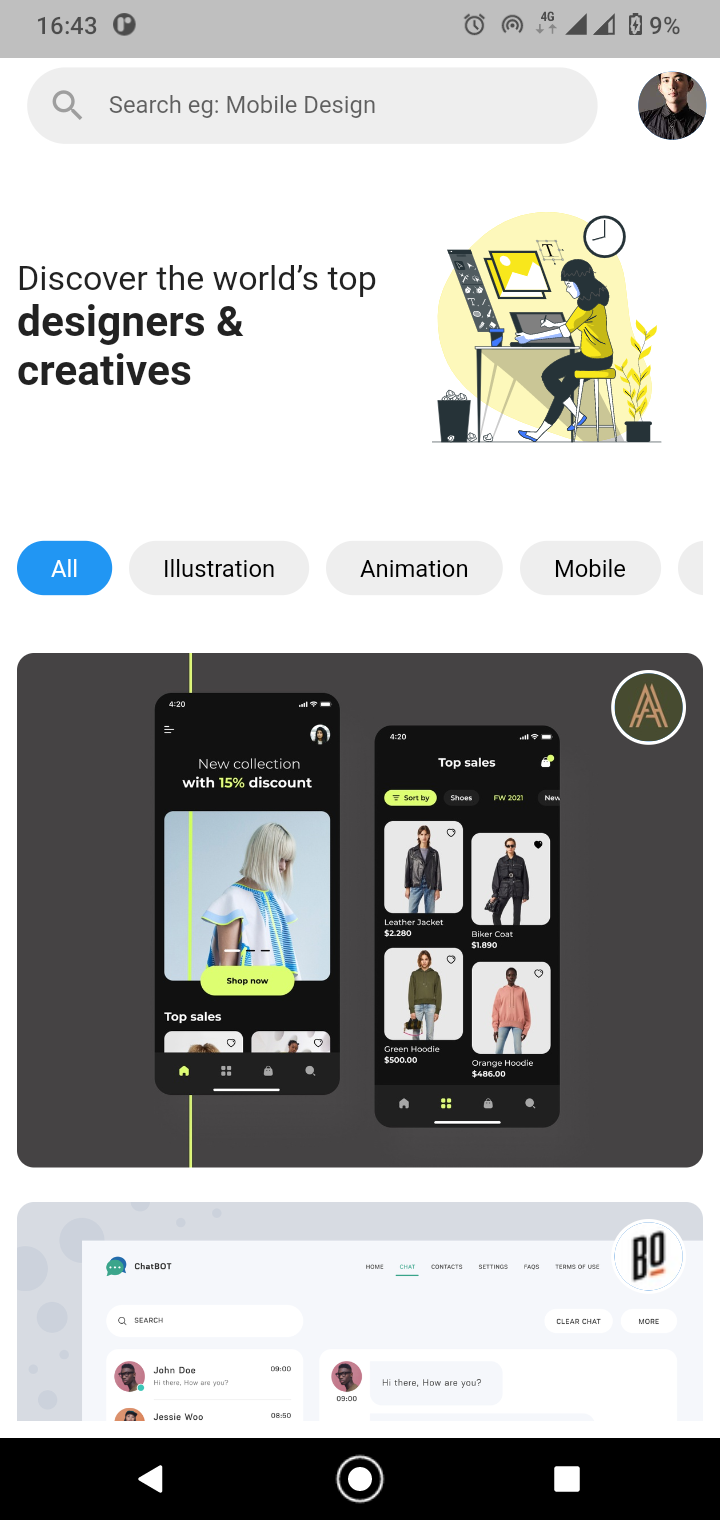 16:43
4G
9%
Search eg: Mobile Design
Discover the world’s top
designers &
creatives
T
All
Illustration
Animation
Mobile
4:20
New collection
with 15% discount
Shop now
Top sales
4:20
Top sales
Sort by
Shoes
FW 2021
New
Leather Jacket
$2.280
Biker Coat
$1.890
Green Hoodie
$500.00
Orange Hoodie
$486.00
ChatBOT
HOME
CHAT
CONTACTS
SETTINGS
FAQS
TERMS OF USE
BO
SEARCH
CLEAR CHAT
MORE
John Doe
09:00
Hi there, How are you?
Jessie Woo
08:50
Hi there, How are you?
09:00